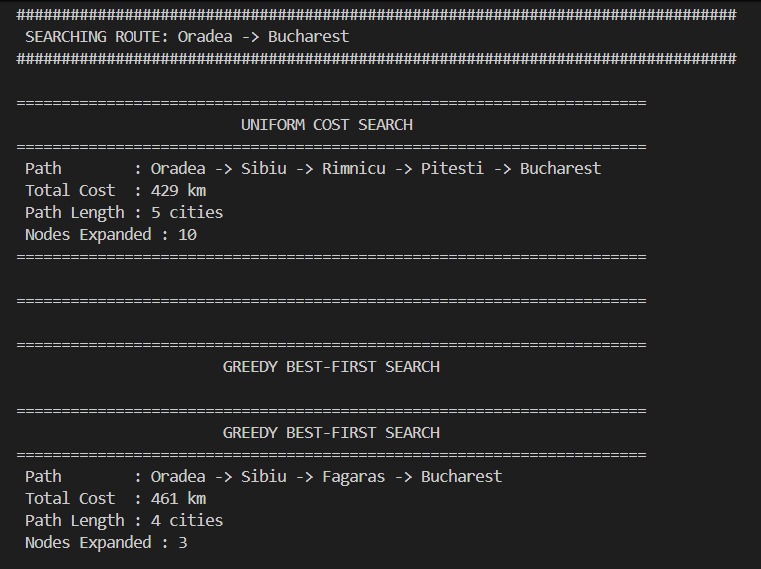 ################################################################################
SEARCHING ROUTE: Oradea -> Bucharest
################################################################################
======================================================================
UNIFORM COST SEARCH
======================================================================
Path        : Oradea -> Sibiu -> Rimnicu -> Pitesti -> Bucharest
Total Cost  : 429 km
Path Length : 5 cities
Nodes Expanded : 10
======================================================================
======================================================================
======================================================================
GREEDY BEST-FIRST SEARCH
======================================================================
GREEDY BEST-FIRST SEARCH
======================================================================
Path        : Oradea -> Sibiu -> Fagaras -> Bucharest
Total Cost  : 461 km
Path Length : 4 cities
Nodes Expanded : 3